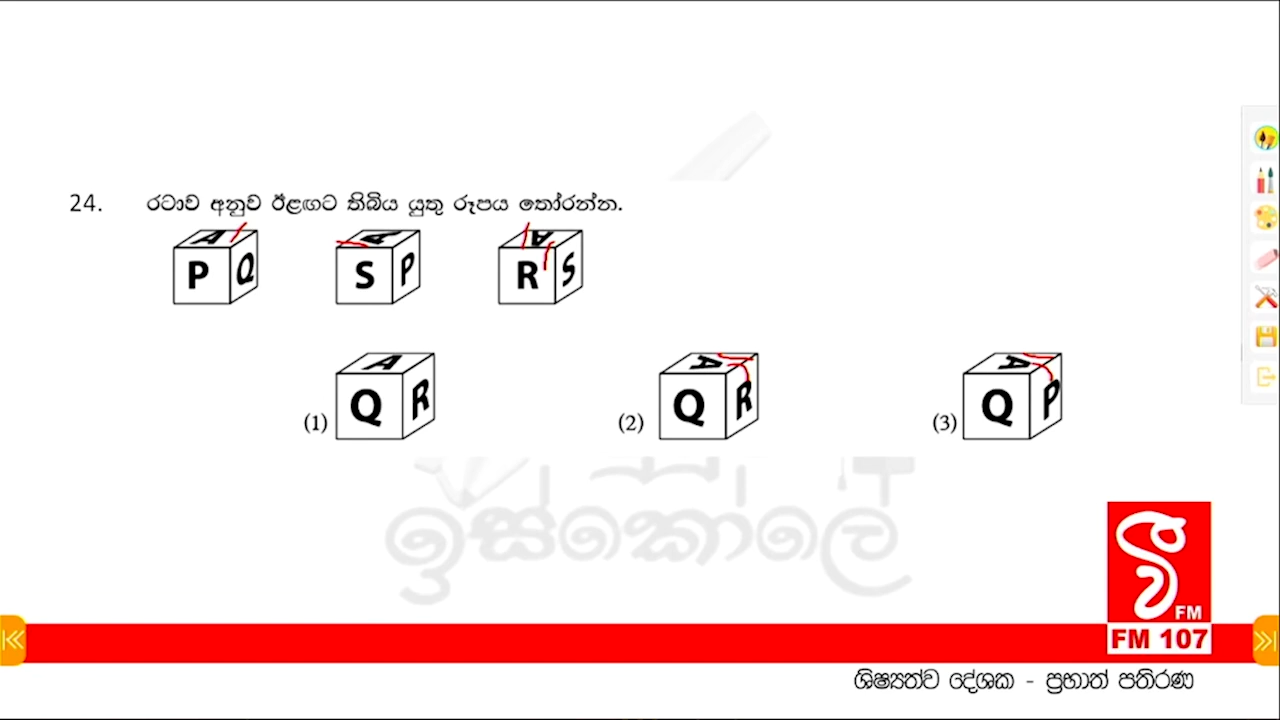 24. රටාව අනුව ඊළඟට තිබිය යුතු රූපය තෝරන්න.
A P Q
A S P
A R S
(1) A Q R
(2) A Q R
(3) A Q P
ඉස්කෝලේ
FM
FM 107
ශිෂ්‍යත්ව දේශක - ප්‍රභාත් පතිරණ